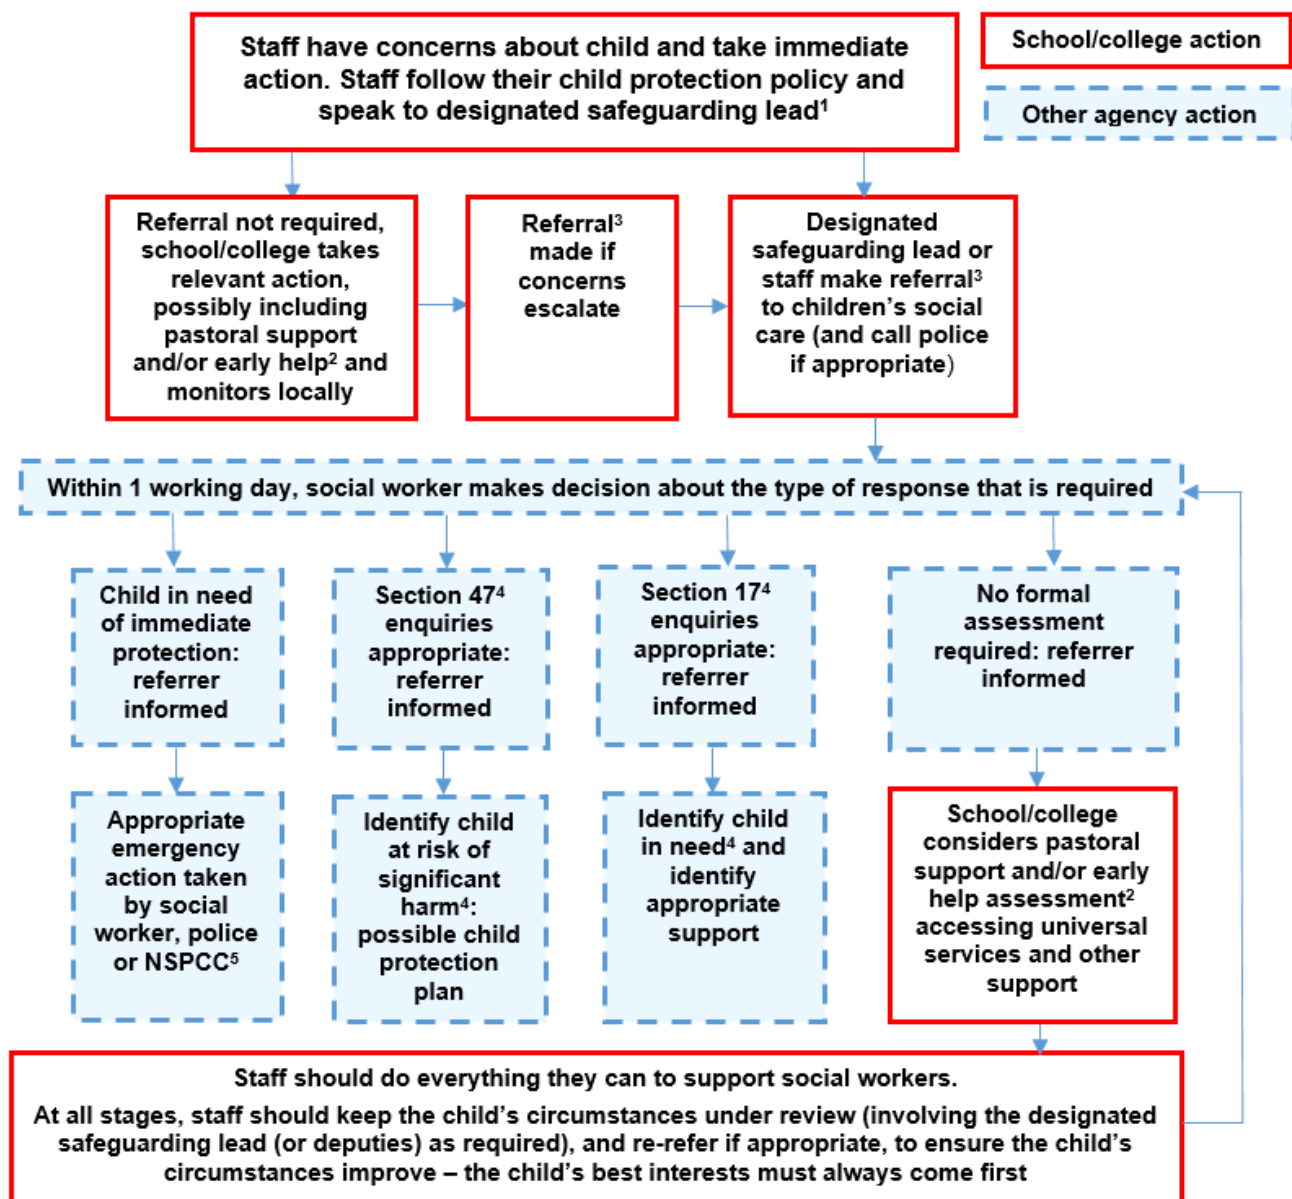 Staff have concerns about child and take immediate
action. Staff follow their child protection policy and
speak to designated safeguarding lead¹
School/college action
Other agency action
Referral not required,
school/college takes
relevant action,
possibly including
pastoral support
and/or early help² and
monitors locally
Referral³
made if
concerns
escalate
Designated
safeguarding lead or
staff make referral³
to children’s social
care (and call police
if appropriate)
Within 1 working day, social worker makes decision about the type of response that is required
Child in need
of immediate
protection:
referrer
informed
Section 47⁴
enquiries
appropriate:
referrer
informed
Section 17⁴
enquiries
appropriate:
referrer
informed
No formal
assessment
required: referrer
informed
Appropriate
emergency
action taken
by social
worker, police
or NSPCC⁵
Identify child
at risk of
significant
harm⁴:
possible child
protection
plan
Identify child
in need⁴ and
identify
appropriate
support
School/college
considers pastoral
support and/or early
help assessment²
accessing universal
services and other
support
Staff should do everything they can to support social workers.
At all stages, staff should keep the child’s circumstances under review (involving the designated
safeguarding lead (or deputies) as required), and re-refer if appropriate, to ensure the child’s
circumstances improve – the child’s best interests must always come first